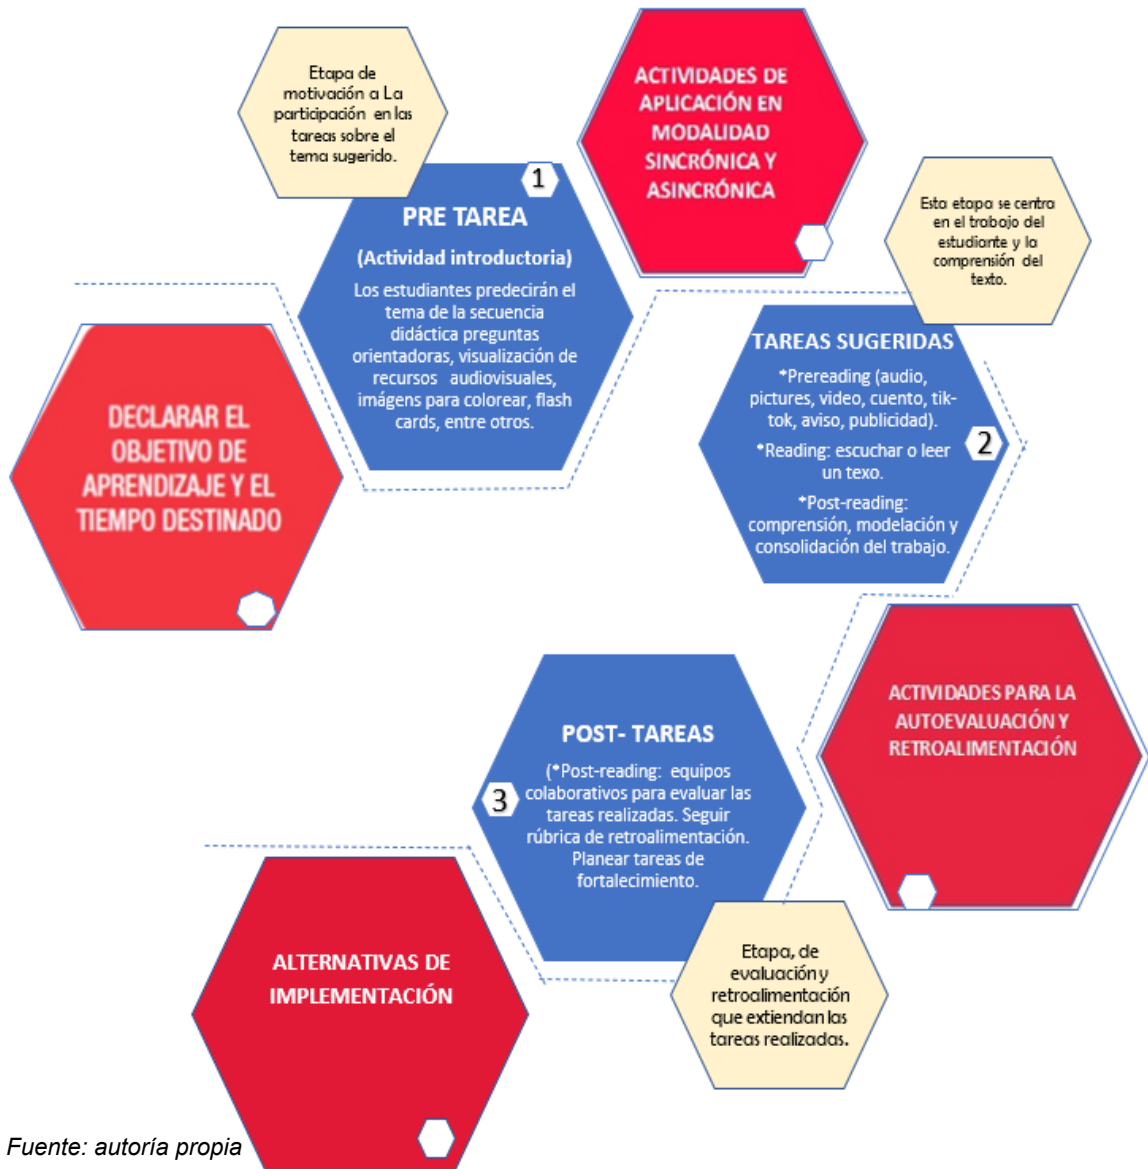 Etapa de
motivación a La
participación en las
tareas sobre el
tema sugerido.
ACTIVIDADES DE
APLICACIÓN EN
MODALIDAD
SINCRÓNICA Y
ASINCRÓNICA
1
PRE TAREA
(Actividad introductoria)
Los estudiantes predecirán el
tema de la secuencia
didáctica preguntas
orientadoras, visualización de
recursos audiovisuales,
imágens para colorear, flash
cards, entre otros.
Esta etapa se centra
en el trabajo del
estudiante y la
comprensión del
texto.
DECLARAR EL
OBJETIVO DE
APRENDIZAJE Y EL
TIEMPO DESTINADO
TAREAS SUGERIDAS
*Prereading (audio,
pictures, video, cuento, tik-
tok, aviso, publicidad).
*Reading: escuchar o leer
un texo.
*Post-reading:
comprensión, modelación y
consolidación del trabajo.
2
ACTIVIDADES PARA LA
AUTOEVALUACIÓN Y
RETROALIMENTACIÓN
POST- TAREAS
(*Post-reading: equipos
colaborativos para evaluar las
tareas realizadas. Seguir
rúbrica de retroalimentación.
Planear tareas de
fortalecimiento.
3
Etapa, de
evaluación y
retroalimentación
que extiendan las
tareas realizadas.
ALTERNATIVAS DE
IMPLEMENTACIÓN
Fuente: autoría propia